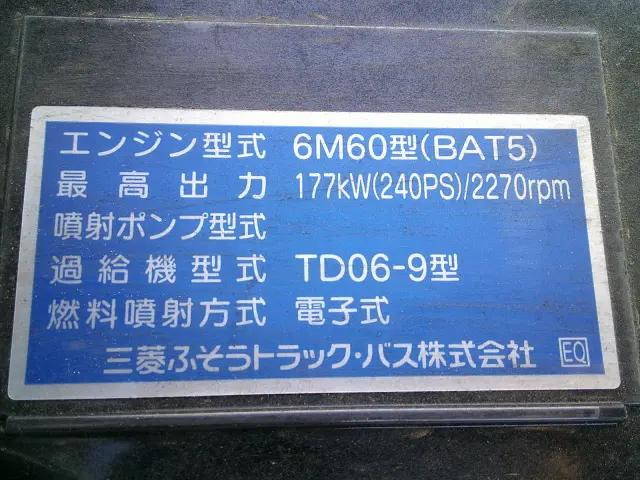 エンジン型式 6M60型(BAT5)
最高出力 177kW(240PS)/2270rpm
噴射ポンプ型式
過給機型式 TD06-9型
燃料噴射方式 電子式
三菱ふそうトラック・バス株式会社 EQ